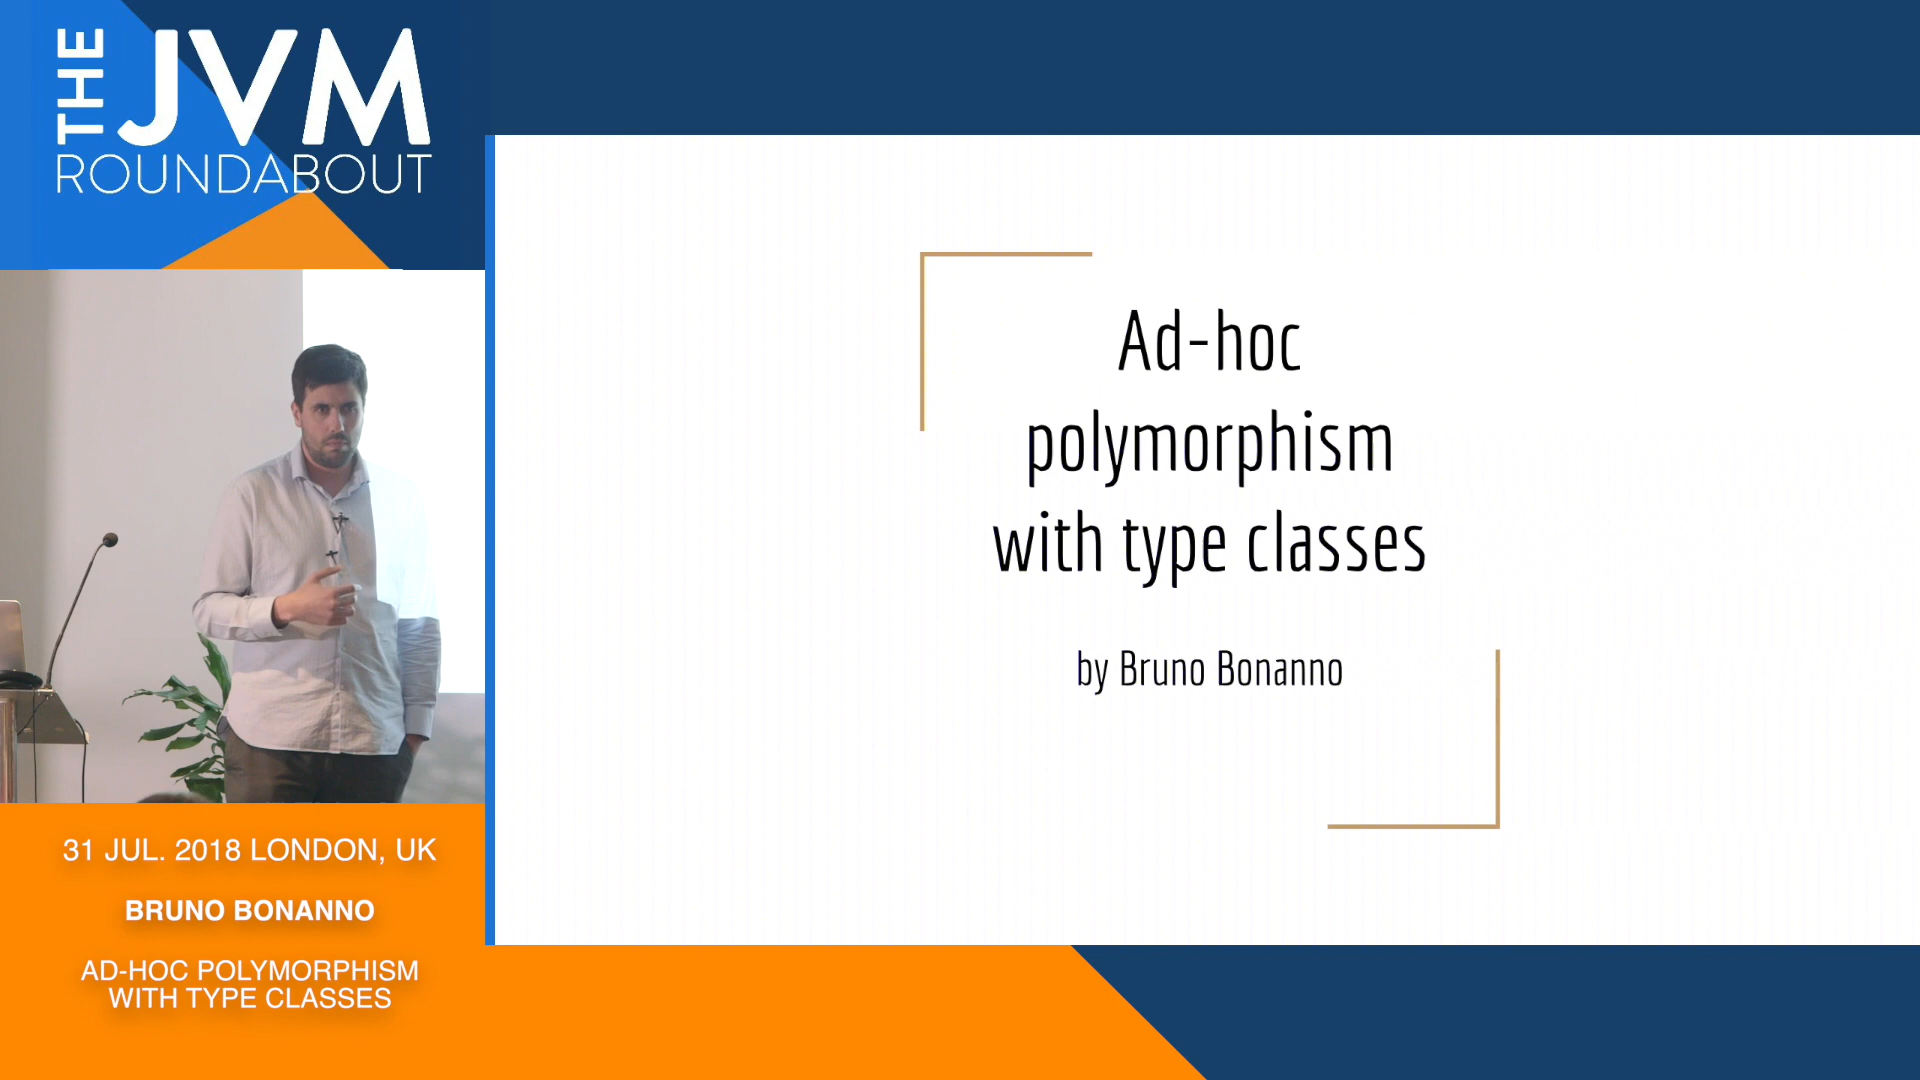 THE JVM
ROUNDABOUT
Ad-hoc
polymorphism
with type classes
by Bruno Bonanno
31 JUL. 2018 LONDON, UK
BRUNO BONANNO
AD-HOC POLYMORPHISM
WITH TYPE CLASSES